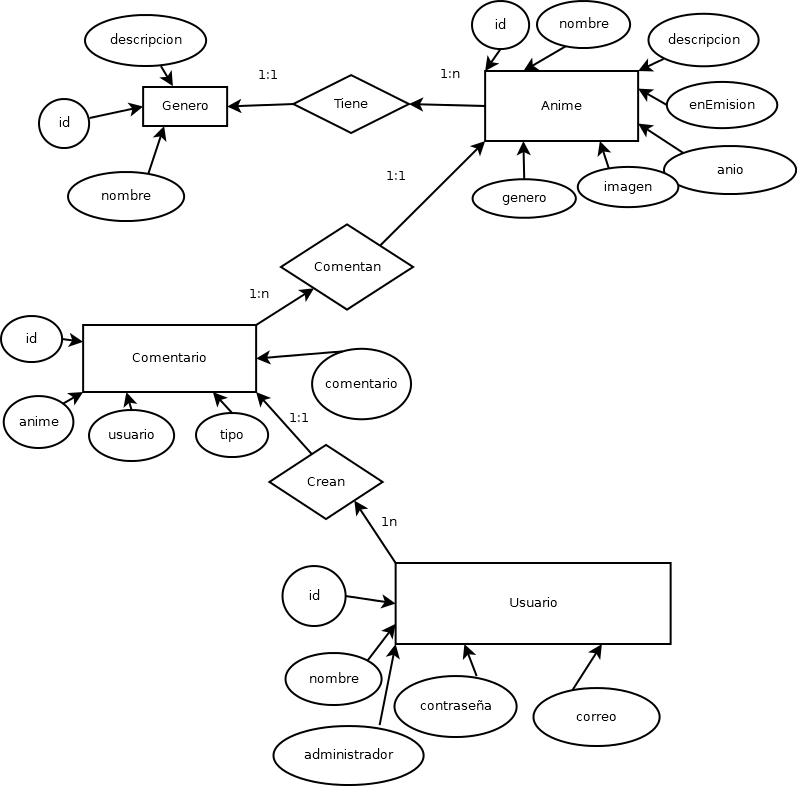 id
nombre
descripcion
descripcion
1:1
1:n
Genero
Tiene
Anime
enEmision
id
anio
1:1
imagen
nombre
genero
Comentan
1:n
id
Comentario
comentario
anime
usuario
tipo
1:1
Crean
1n
id
Usuario
nombre
contraseña
correo
administrador